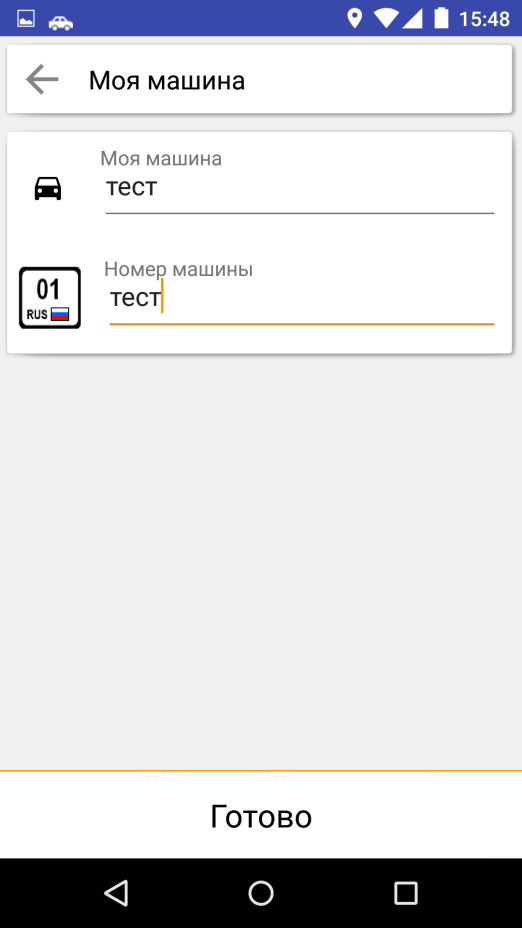 15:48
Моя машина
Моя машина
тест
Номер машины
тест
01
RUS
Готово